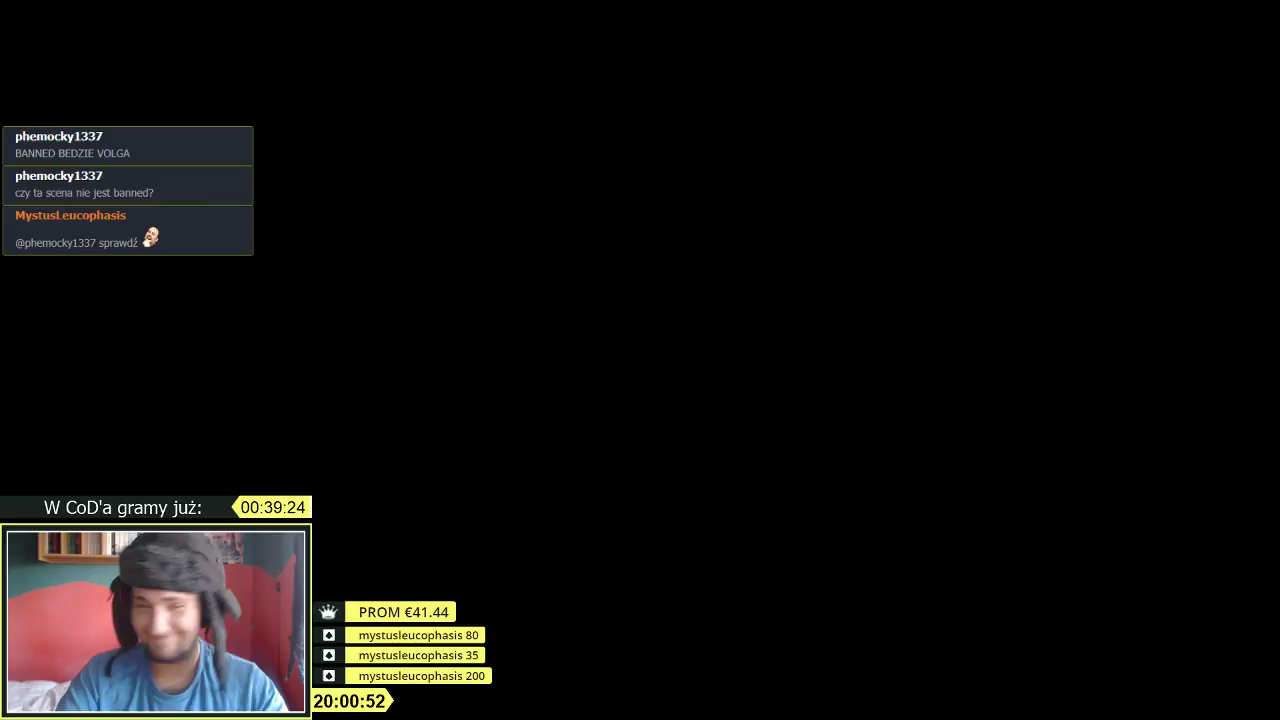 phemocky1337
BANNED BEDZIE VOLGA
phemocky1337
czy ta scena nie jest banned?
MystusLeucophasis
@phemocky1337 sprawdź
W CoD'a gramy już:
00:39:24
PROM €41.44
mystusleucophasis 80
mystusleucophasis 35
mystusleucophasis 200
20:00:52